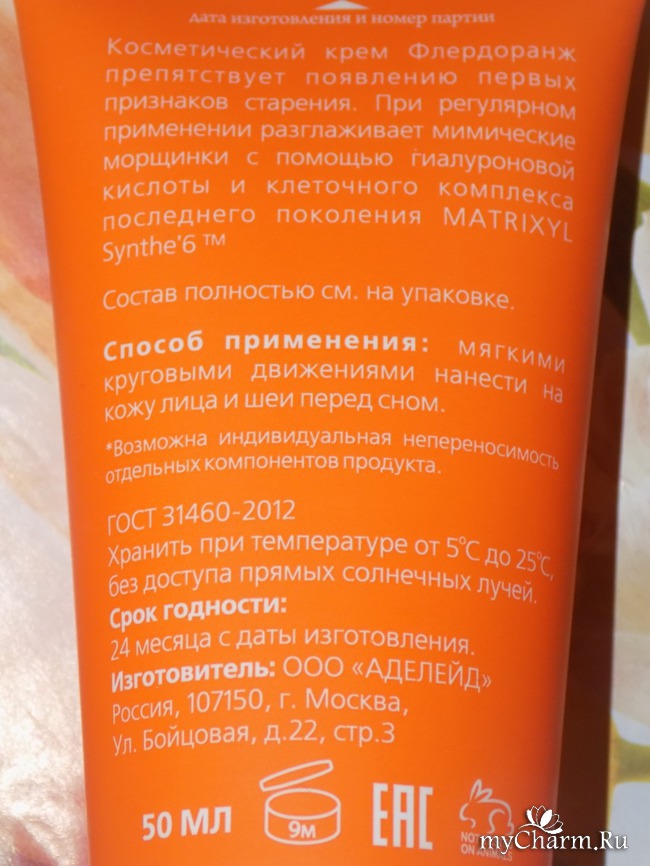 дата изготовления и номер партии
Косметический крем Флердоранж
препятствует появлению первых
признаков старения. При регулярном
применении разглаживает мимические
морщинки с помощью гиалуроновой
кислоты и клеточного комплекса
последнего поколения MATRIXYL
Synthe'6 ™
Состав полностью см. на упаковке.
Способ применения: мягкими
круговыми движениями нанести на
кожу лица и шеи перед сном.
*Возможна индивидуальная непереносимость
отдельных компонентов продукта.
ГОСТ 31460-2012
Хранить при температуре от 5°С до 25°С,
без доступа прямых солнечных лучей.
Срок годности:
24 месяца с даты изготовления.
Изготовитель: ООО «АДЕЛЕЙД»
Россия, 107150, г. Москва,
Ул. Бойцовая, д.22, стр.3
50 МЛ
9м
EAC
NOT
ON ANIMALS
myCharm.Ru